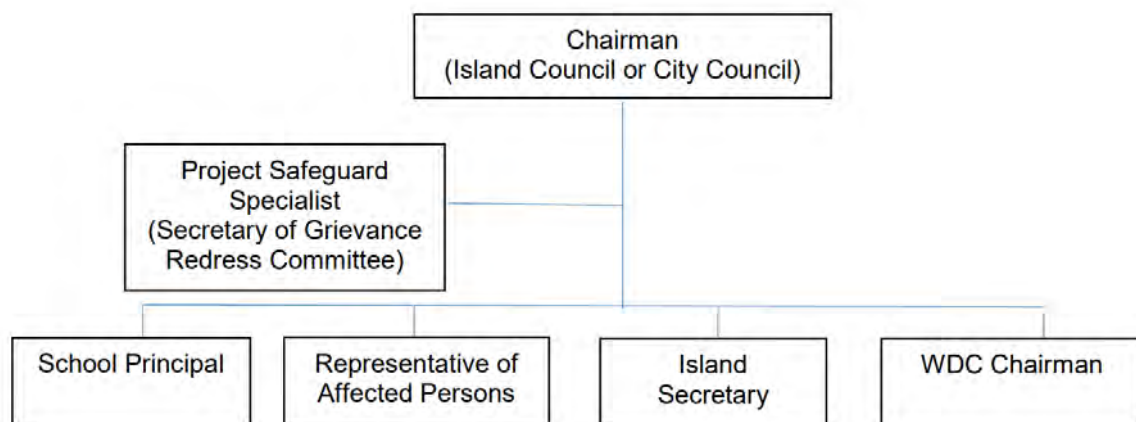 Chairman
(Island Council or City Council)
Project Safeguard
Specialist
(Secretary of Grievance
Redress Committee)
School Principal
Representative of
Affected Persons
Island
Secretary
WDC Chairman